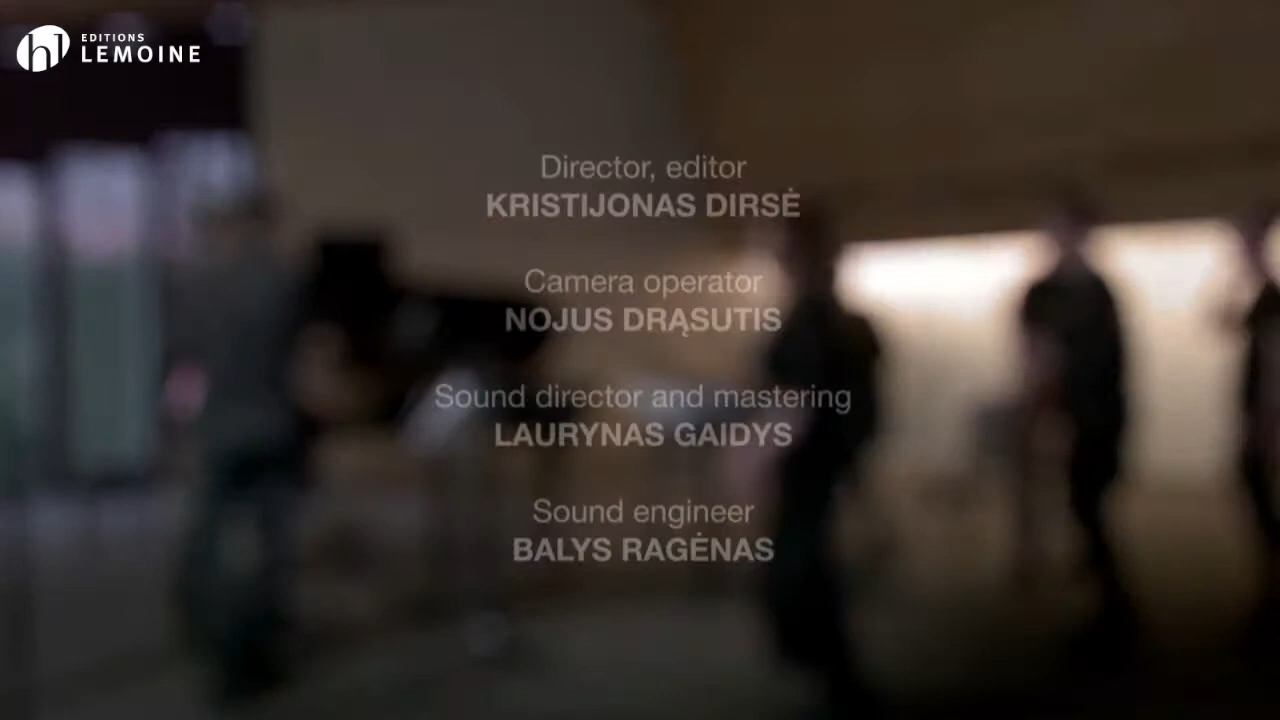 EDITIONS
LEMOINE
Director, editor
KRISTIJONAS DIRSĖ
Camera operator
NOJUS DRĄSUTIS
Sound director and mastering
LAURYNAS GAIDYS
Sound engineer
BALYS RAGĖNAS